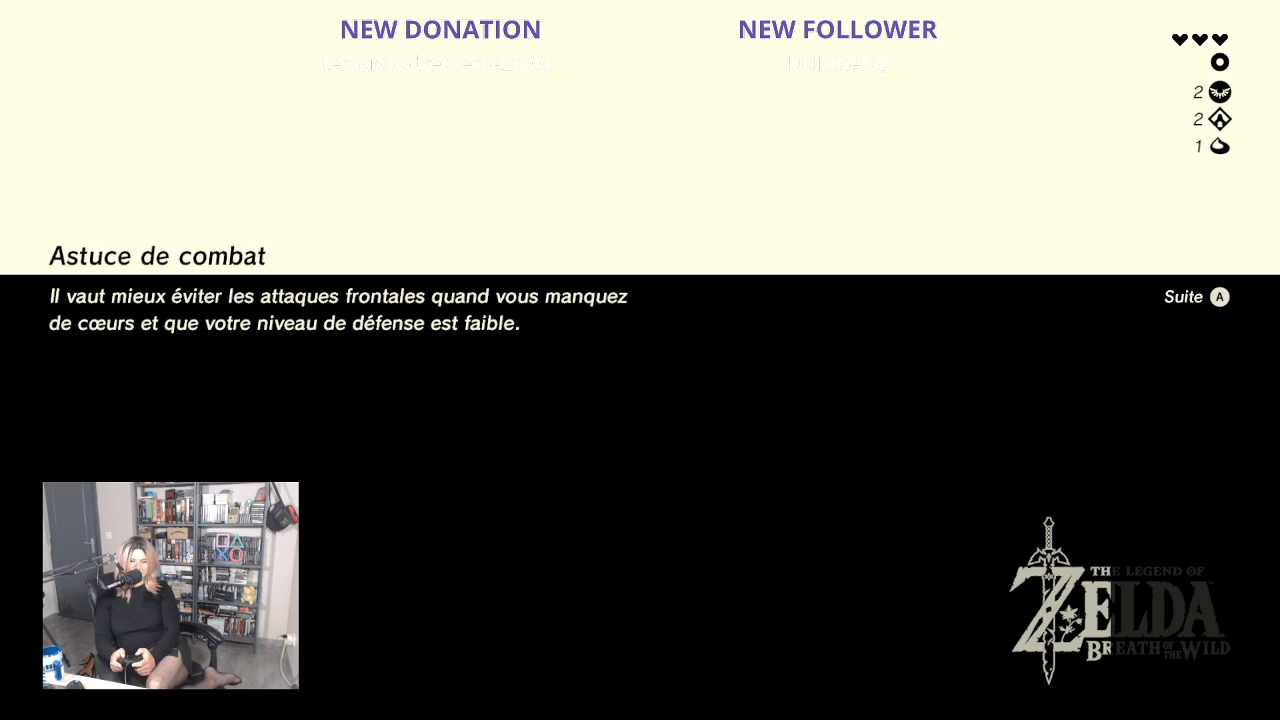 NEW DONATION
NEW FOLLOWER
2
2
1
Astuce de combat
Il vaut mieux éviter les attaques frontales quand vous manquez
de cœurs et que votre niveau de défense est faible.
Suite A
THE LEGEND OF
ZELDA
BREATH OF THE WILD